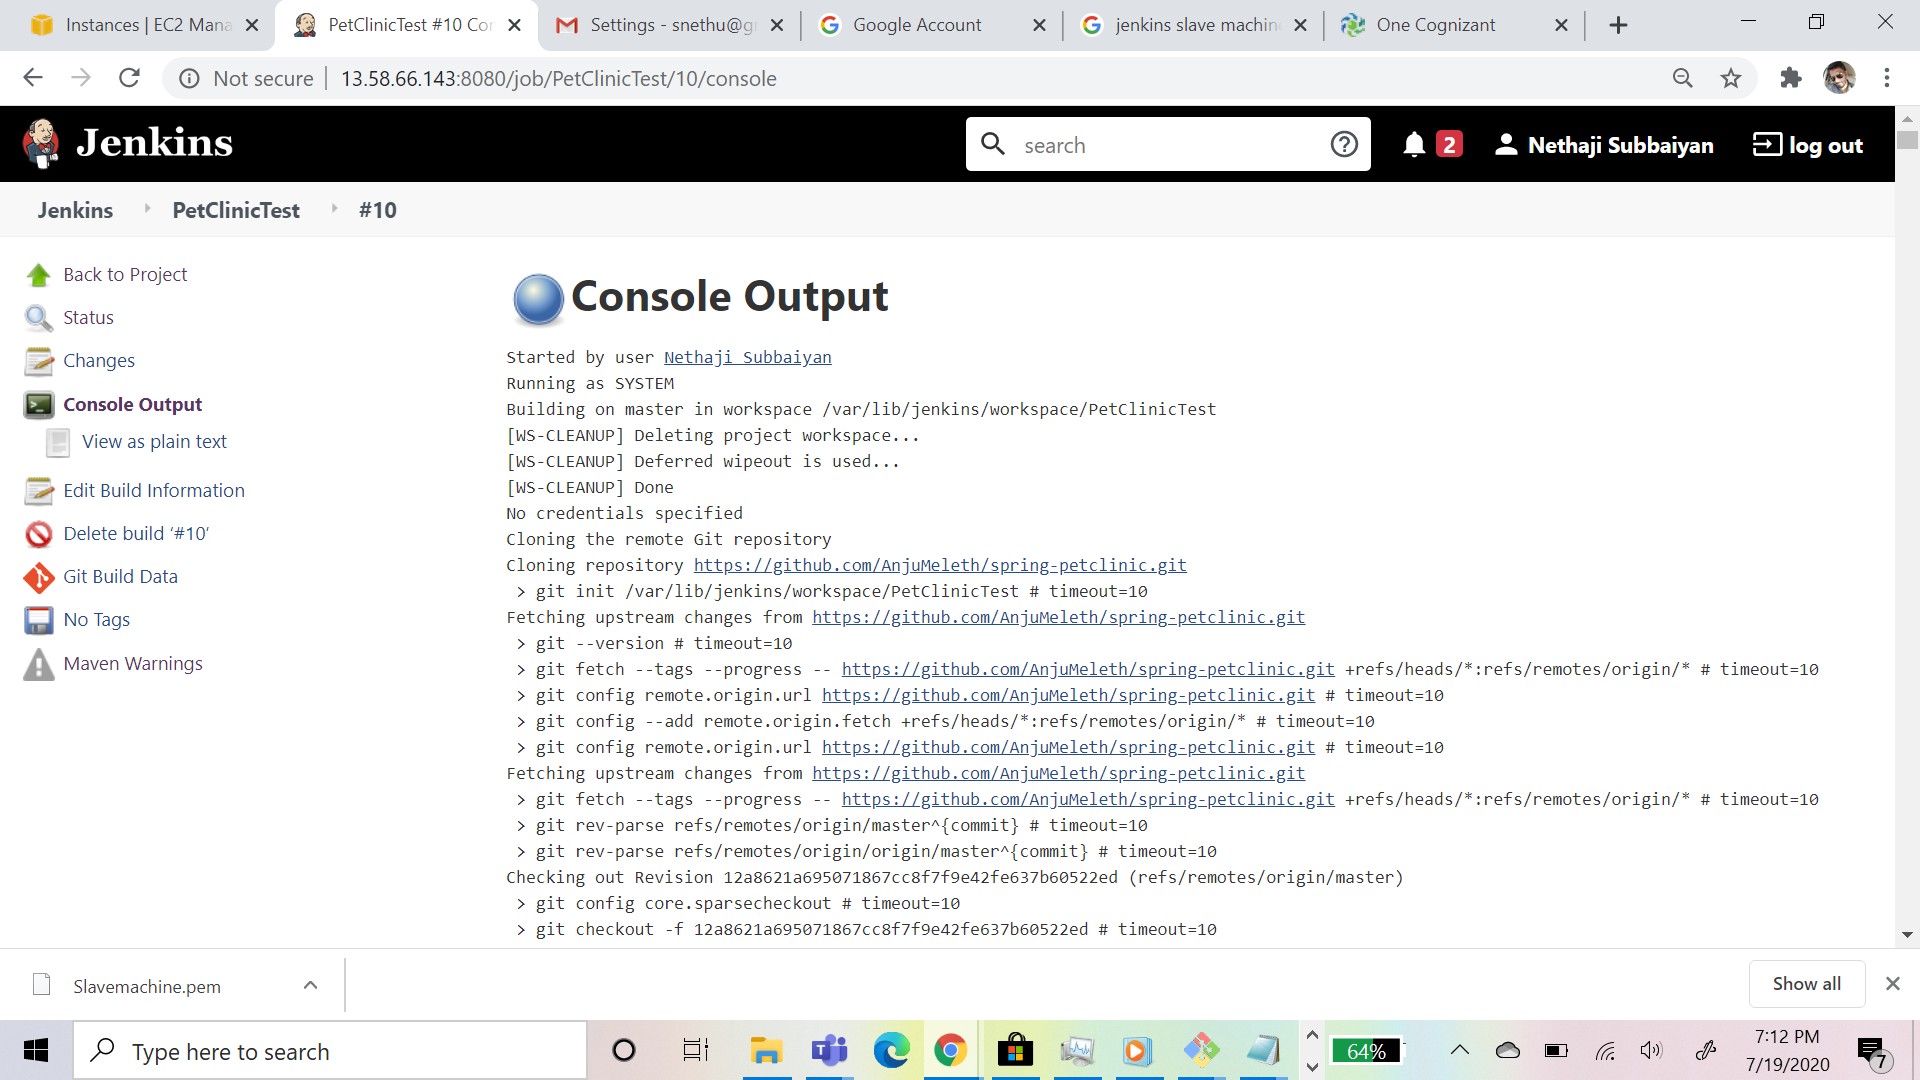 Instances | EC2 Mana
PetClinicTest #10 Co
Settings - snethu@g
Google Account
jenkins slave machin
One Cognizant
Not secure
13.58.66.143:8080/job/PetClinicTest/10/console
Jenkins
search
2
Nethaji Subbaiyan
log out
Jenkins
PetClinicTest
#10
Back to Project
Status
Changes
Console Output
View as plain text
Edit Build Information
Delete build ‘#10’
Git Build Data
No Tags
Maven Warnings
Console Output
Started by user Nethaji Subbaiyan
Running as SYSTEM
Building on master in workspace /var/lib/jenkins/workspace/PetClinicTest
[WS-CLEANUP] Deleting project workspace...
[WS-CLEANUP] Deferred wipeout is used...
[WS-CLEANUP] Done
No credentials specified
Cloning the remote Git repository
Cloning repository https://github.com/AnjuMeleth/spring-petclinic.git
> git init /var/lib/jenkins/workspace/PetClinicTest # timeout=10
Fetching upstream changes from https://github.com/AnjuMeleth/spring-petclinic.git
> git --version # timeout=10
> git fetch --tags --progress -- https://github.com/AnjuMeleth/spring-petclinic.git +refs/heads/*:refs/remotes/origin/* # timeout=10
> git config remote.origin.url https://github.com/AnjuMeleth/spring-petclinic.git # timeout=10
> git config --add remote.origin.fetch +refs/heads/*:refs/remotes/origin/* # timeout=10
> git config remote.origin.url https://github.com/AnjuMeleth/spring-petclinic.git # timeout=10
Fetching upstream changes from https://github.com/AnjuMeleth/spring-petclinic.git
> git fetch --tags --progress -- https://github.com/AnjuMeleth/spring-petclinic.git +refs/heads/*:refs/remotes/origin/* # timeout=10
> git rev-parse refs/remotes/origin/master^{commit} # timeout=10
> git rev-parse refs/remotes/origin/origin/master^{commit} # timeout=10
Checking out Revision 12a8621a695071867cc8f7f9e42fe637b60522ed (refs/remotes/origin/master)
> git config core.sparsecheckout # timeout=10
> git checkout -f 12a8621a695071867cc8f7f9e42fe637b60522ed # timeout=10
Slavemachine.pem
Show all
Type here to search
64%
7:12 PM
7/19/2020
7